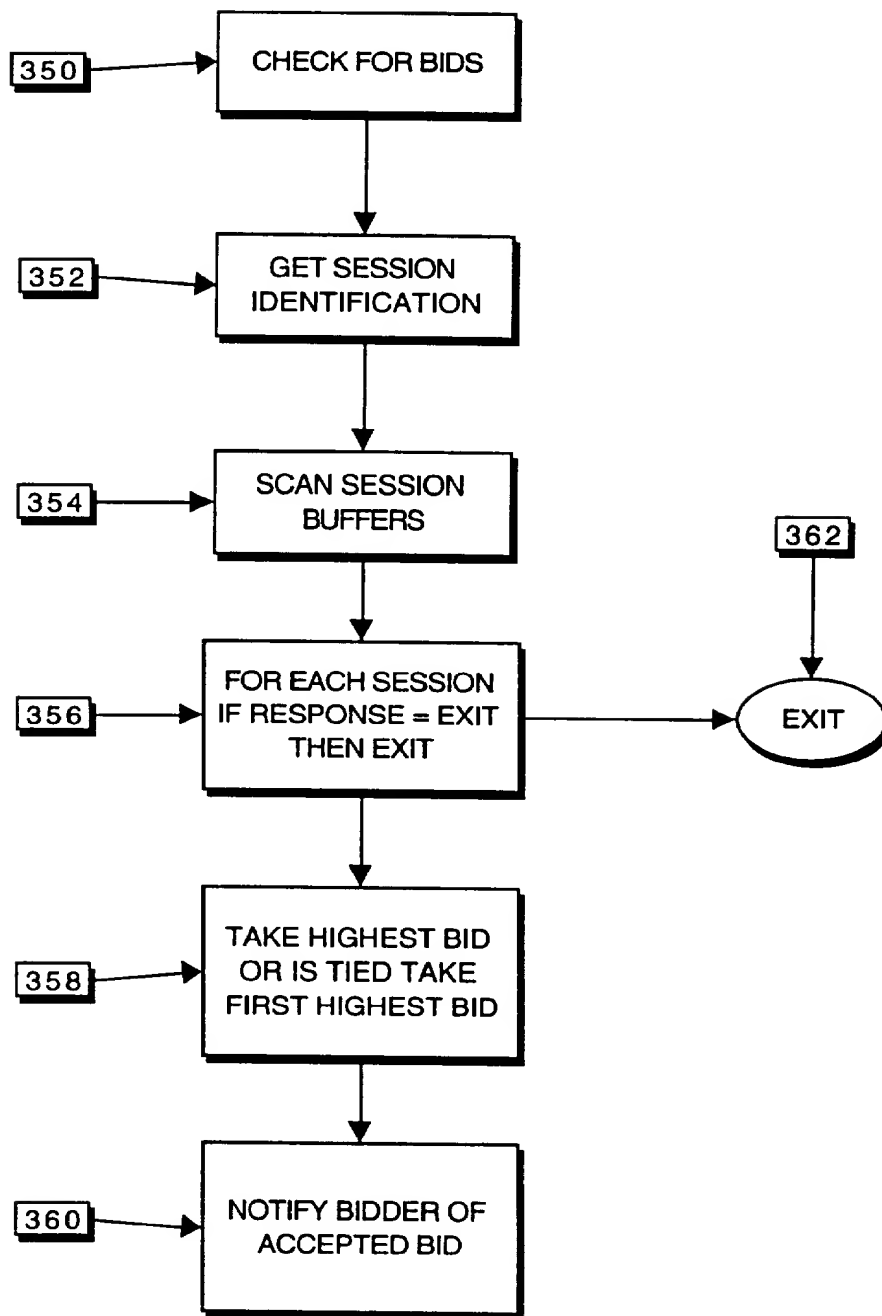 350
CHECK FOR BIDS
352
GET SESSION
IDENTIFICATION
354
SCAN SESSION
BUFFERS
362
356
FOR EACH SESSION
IF RESPONSE = EXIT
THEN EXIT
EXIT
358
TAKE HIGHEST BID
OR IS TIED TAKE
FIRST HIGHEST BID
360
NOTIFY BIDDER OF
ACCEPTED BID